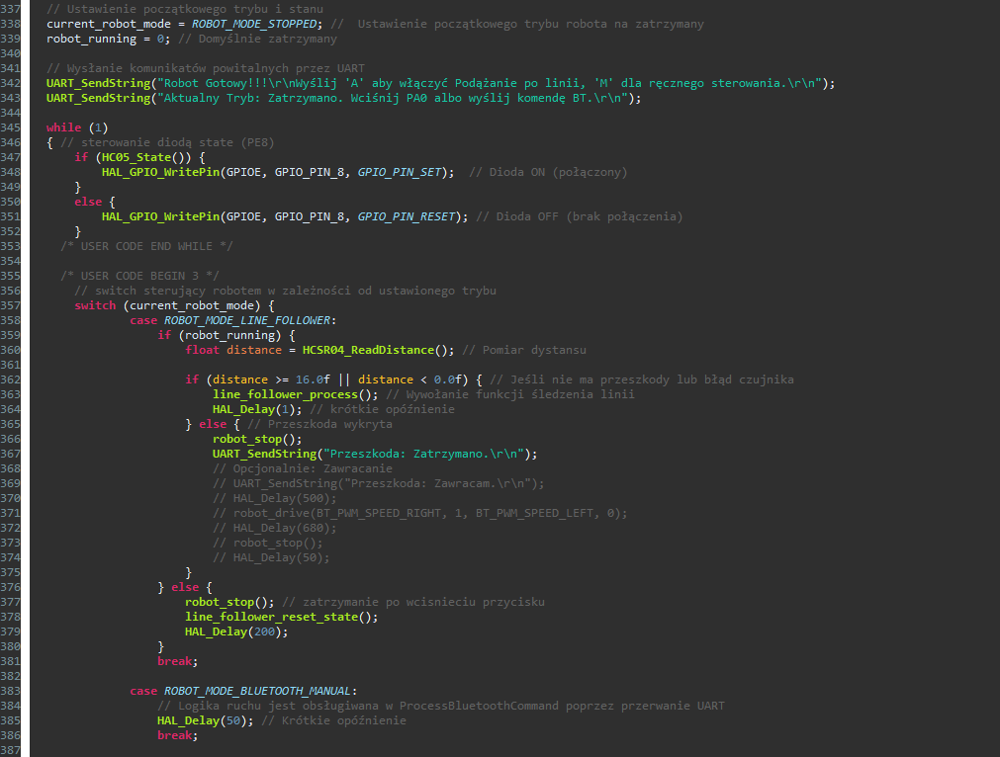 337 // Ustawienie początkowego trybu i stanu
338 current_robot_mode = ROBOT_MODE_STOPPED; //  Ustawienie początkowego trybu robota na zatrzymany
339 robot_running = 0; // Domyślnie zatrzymany
340
341 // Wysłanie komunikatów powitalnych przez UART
342 UART_SendString("Robot Gotowy!!!\r\nWyślij 'A' aby włączyć Podążanie po linii, 'M' dla ręcznego sterowania.\r\n");
343 UART_SendString("Aktualny Tryb: Zatrzymano. Wciśnij PA0 albo wyślij komendę BT.\r\n");
344
345 while (1)
346 { // sterowanie diodą state (PE8)
347 if (HC05_State()) {
348 HAL_GPIO_WritePin(GPIOE, GPIO_PIN_8, GPIO_PIN_SET);  // Dioda ON (połączony)
349 }
350 else {
351 HAL_GPIO_WritePin(GPIOE, GPIO_PIN_8, GPIO_PIN_RESET); // Dioda OFF (brak połączenia)
352 }
353 /* USER CODE END WHILE */
354
355 /* USER CODE BEGIN 3 */
356 // switch sterujący robotem w zależności od ustawionego trybu
357 switch (current_robot_mode) {
358 case ROBOT_MODE_LINE_FOLLOWER:
359 if (robot_running) {
360 float distance = HCSR04_ReadDistance(); // Pomiar dystansu
361
362 if (distance >= 16.0f || distance < 0.0f) { // Jeśli nie ma przeszkody lub błąd czujnika
363 line_follower_process(); // Wywołanie funkcji śledzenia linii
364 HAL_Delay(1); // krótkie opóźnienie
365 } else { // Przeszkoda wykryta
366 robot_stop();
367 UART_SendString("Przeszkoda: Zatrzymano.\r\n");
368 // Opcjonalnie: Zawracanie
369 // UART_SendString("Przeszkoda: Zawracam.\r\n");
370 // HAL_Delay(500);
371 // robot_drive(BT_PWM_SPEED_RIGHT, 1, BT_PWM_SPEED_LEFT, 0);
372 // HAL_Delay(680);
373 // robot_stop();
374 // HAL_Delay(50);
375 }
376 } else {
377 robot_stop(); // zatrzymanie po wcisnieciu przycisku
378 line_follower_reset_state();
379 HAL_Delay(200);
380 }
381 break;
382
383 case ROBOT_MODE_BLUETOOTH_MANUAL:
384 // Logika ruchu jest obsługiwana w ProcessBluetoothCommand poprzez przerwanie UART
385 HAL_Delay(50); // Krótkie opóźnienie
386 break;
387